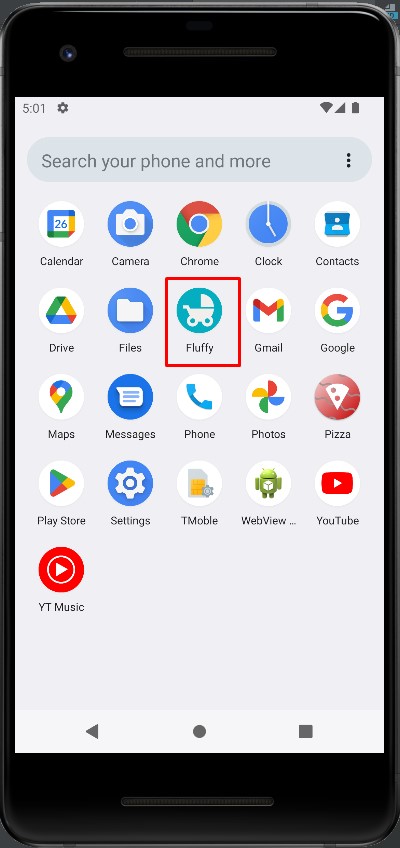 5:01
Search your phone and more
26
Calendar
Camera
Chrome
Clock
Contacts
Drive
Files
Fluffy
Gmail
Google
Maps
Messages
Phone
Photos
Pizza
Play Store
Settings
TMoble
WebView ...
YouTube
YT Music